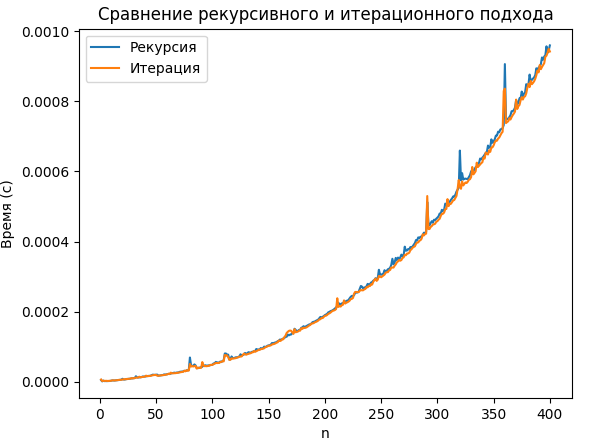 Сравнение рекурсивного и итерационного подхода
Рекурсия
Итерация
Время (с)
0.0010
0.0008
0.0006
0.0004
0.0002
0.0000
0 50 100 150 200 250 300 350 400
n